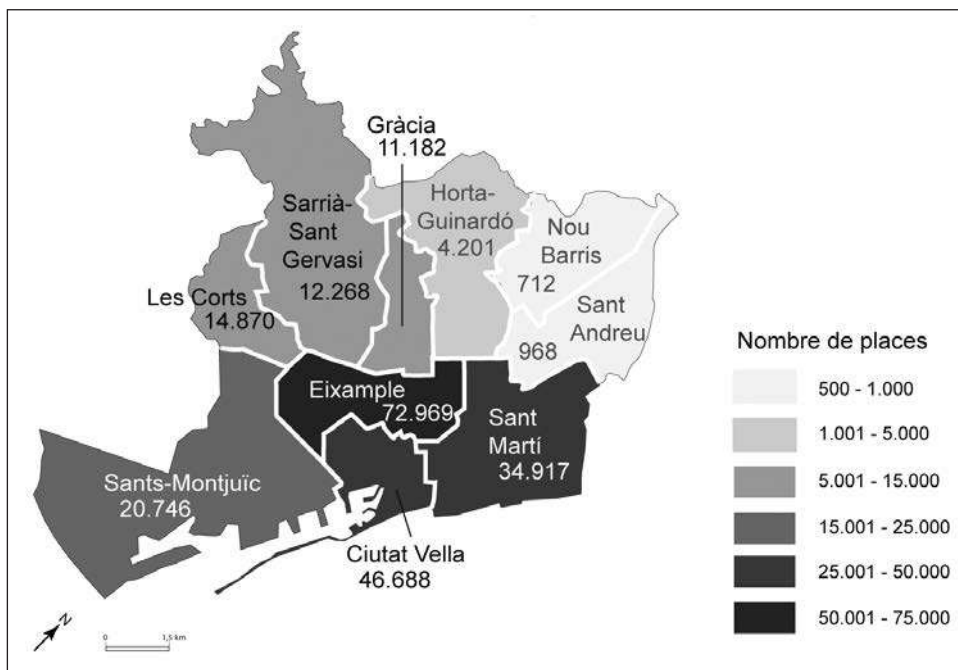 Gràcia
11.182
Horta-
Guinardó
4.201
Sarrià-
Sant
Gervasi
12.268
Nou
Barris
712
Les Corts
14.870
Sant
Andreu
968
Eixample
72.969
Sant
Martí
34.917
Sants-Montjuïc
20.746
Ciutat Vella
46.688
Nombre de places
500 - 1.000
1.001 - 5.000
5.001 - 15.000
15.001 - 25.000
25.001 - 50.000
50.001 - 75.000
N
0 1,5 km